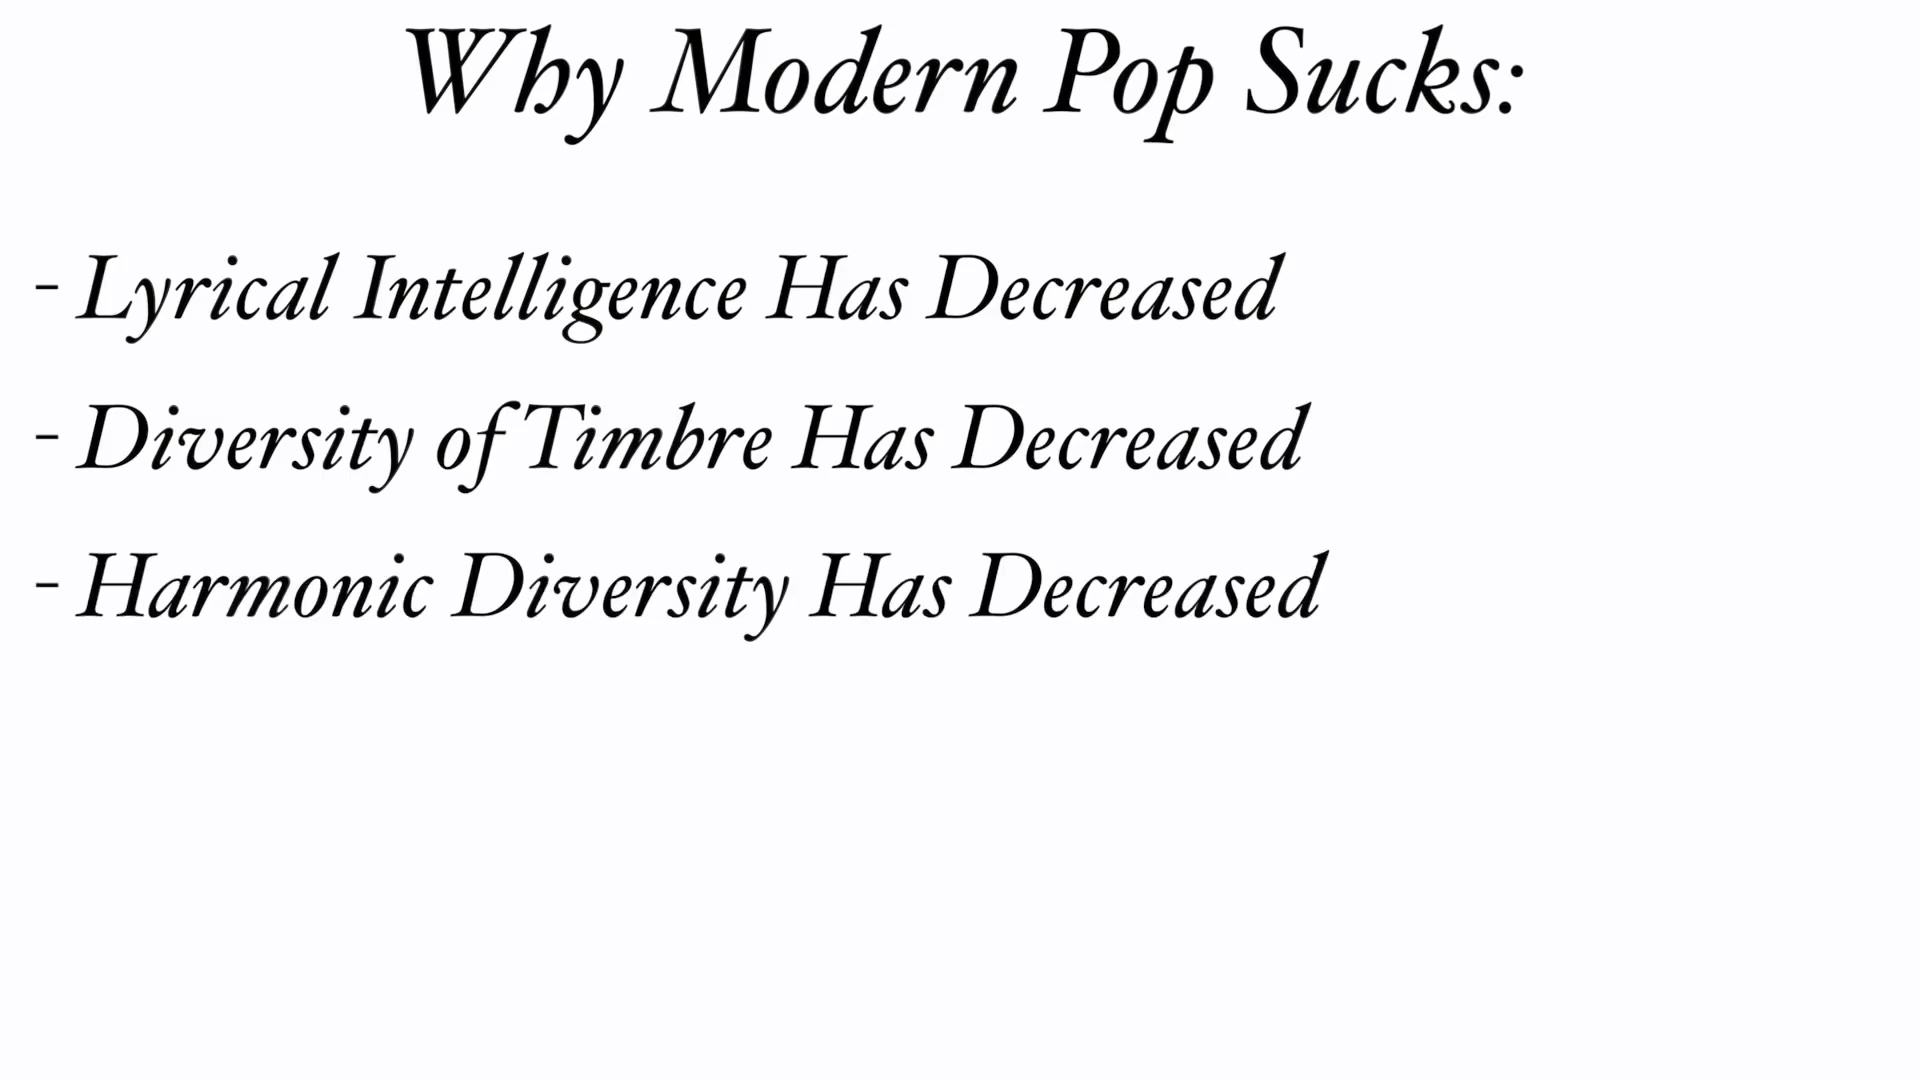 Why Modern Pop Sucks:
- Lyrical Intelligence Has Decreased
- Diversity of Timbre Has Decreased
- Harmonic Diversity Has Decreased